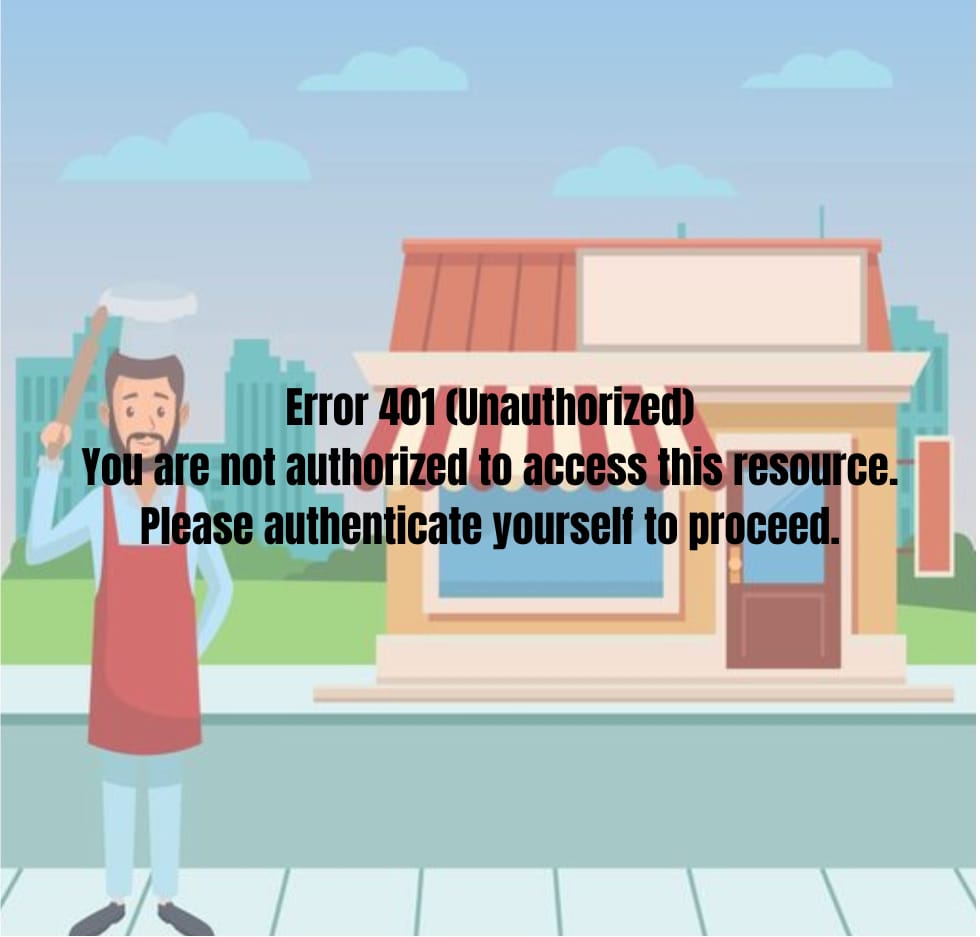 Error 401 (Unauthorized)
You are not authorized to access this resource.
Please authenticate yourself to proceed.